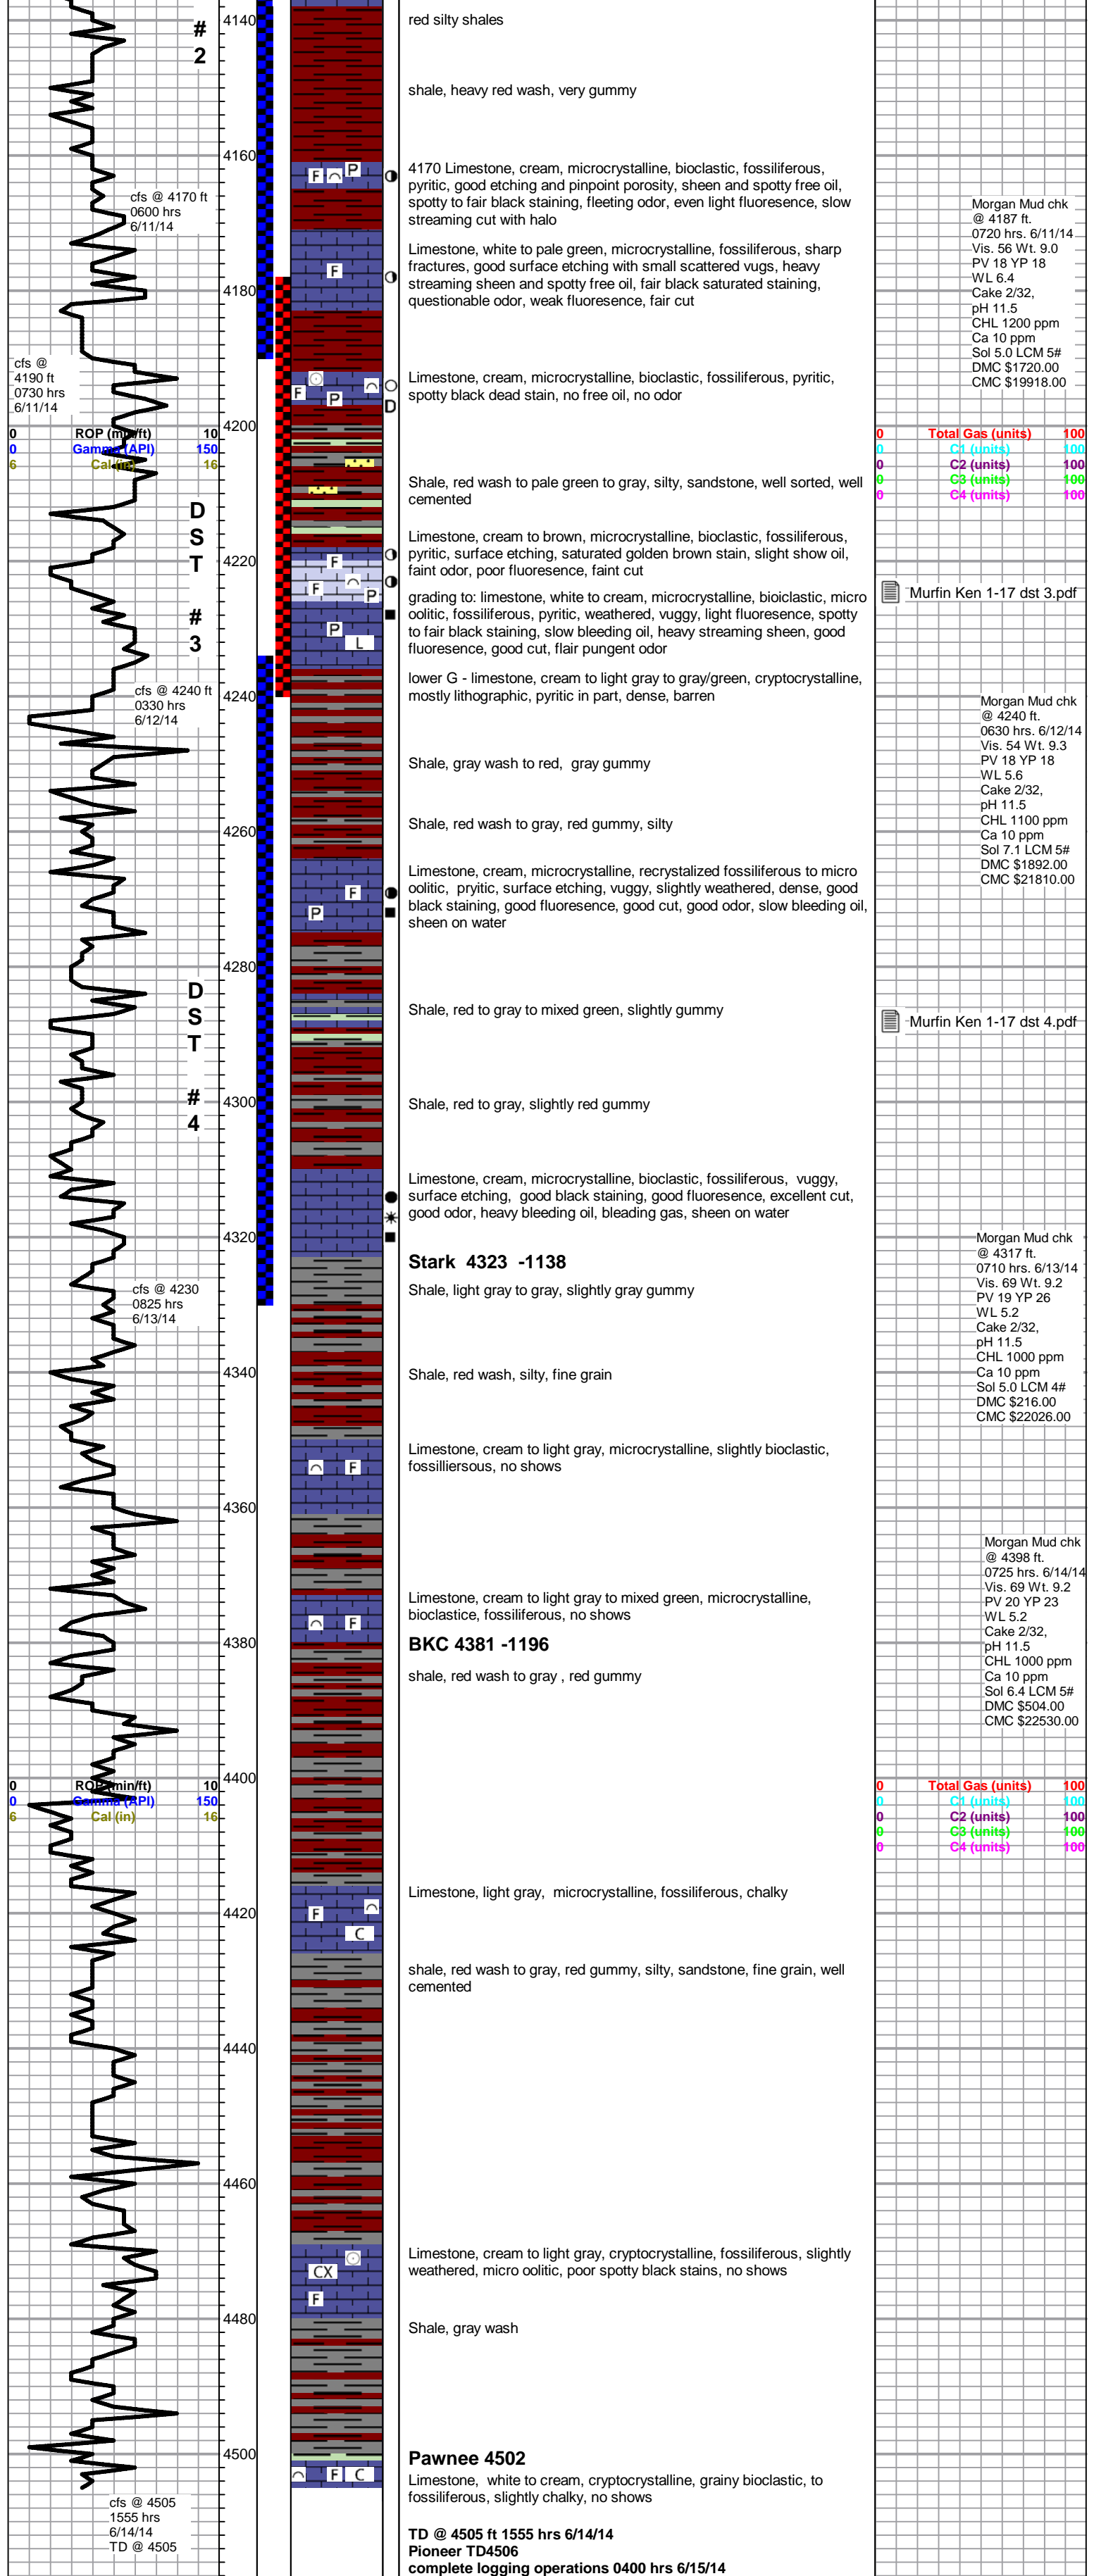 #
2
4140
red silty shales
shale, heavy red wash, very gummy
4160
P
F
4170 Limestone, cream, microcrystalline, bioclastic, fossiliferous,
pyritic, good etching and pinpoint porosity, sheen and spotty free oil,
spotty to fair black staining, fleeting odor, even light fluoresence, slow
streaming cut with halo
cfs @ 4170 ft
0600 hrs
6/11/14
Morgan Mud chk
@ 4187 ft.
0720 hrs. 6/11/14
Vis. 56 Wt. 9.0
PV 18 YP 18
WL 6.4
Cake 2/32,
pH 11.5
CHL 1200 ppm
Ca 10 ppm
Sol 5.0 LCM 5#
DMC $1720.00
CMC $19918.00
Limestone, white to pale green, microcrystalline, fossiliferous, sharp
fractures, good surface etching with small scattered vugs, heavy
streaming sheen and spotty free oil, fair black saturated staining,
questionable odor, weak fluoresence, fair cut
F
4180
cfs @
4190 ft
0730 hrs
6/11/14
Limestone, cream, microcrystalline, bioclastic, fossiliferous, pyritic,
spotty black dead stain, no free oil, no odor
F
P
D
4200
0 ROP (min/ft) 10
0 Gamma (API) 150
6 Cal (in) 16
0 Total Gas (units) 100
0 C1 (units) 100
0 C2 (units) 100
0 C3 (units) 100
0 C4 (units) 100
Shale, red wash to pale green to gray, silty, sandstone, well sorted, well
cemented
D
S
T
#
3
Limestone, cream to brown, microcrystalline, bioclastic, fossiliferous,
pyritic, surface etching, saturated golden brown stain, slight show oil,
faint odor, poor fluoresence, faint cut
4220
F
F
P
P
L
grading to: limestone, white to cream, microcrystalline, bioiclastic, micro
oolitic, fossiliferous, pyritic, weathered, vuggy, light fluoresence, spotty
to fair black staining, slow bleeding oil, heavy streaming sheen, good
fluoresence, good cut, flair pungent odor
Murfin Ken 1-17 dst 3.pdf
lower G - limestone, cream to light gray to gray/green, cryptocrystalline,
mostly lithographic, pyritic in part, dense, barren
cfs @ 4240 ft
0330 hrs
6/12/14
4240
Morgan Mud chk
@ 4240 ft.
0630 hrs. 6/12/14
Vis. 54 Wt. 9.3
PV 18 YP 18
WL 5.6
Cake 2/32,
pH 11.5
CHL 1100 ppm
Ca 10 ppm
Sol 7.1 LCM 5#
DMC $1892.00
CMC $21810.00
Shale, gray wash to red, gray gummy
Shale, red wash to gray, red gummy, silty
4260
Limestone, cream, microcrystalline, recrystalized fossiliferous to micro
oolitic, pryitic, surface etching, vuggy, slightly weathered, dense, good
black staining, good fluoresence, good cut, good odor, slow bleeding oil,
sheen on water
F
P
4280
D
S
T
#
4
Shale, red to gray to mixed green, slightly gummy
Murfin Ken 1-17 dst 4.pdf
4300
Shale, red to gray, slightly red gummy
Limestone, cream, microcrystalline, bioclastic, fossiliferous, vuggy,
surface etching, good black staining, good fluoresence, excellent cut,
good odor, heavy bleeding oil, bleading gas, sheen on water
4320
Stark 4323 -1138
Shale, light gray to gray, slightly gray gummy
cfs @ 4230
0825 hrs
6/13/14
Morgan Mud chk
@ 4317 ft.
0710 hrs. 6/13/14
Vis. 69 Wt. 9.2
PV 19 YP 26
WL 5.2
Cake 2/32,
pH 11.5
CHL 1000 ppm
Ca 10 ppm
Sol 5.0 LCM 4#
DMC $216.00
CMC $22026.00
4340
Shale, red wash, silty, fine grain
Limestone, cream to light gray, microcrystalline, slightly bioclastic,
fossilliersous, no shows
F
4360
Morgan Mud chk
@ 4398 ft.
0725 hrs. 6/14/14
Vis. 69 Wt. 9.2
PV 20 YP 23
WL 5.2
Cake 2/32,
pH 11.5
CHL 1000 ppm
Ca 10 ppm
Sol 6.4 LCM 5#
DMC $504.00
CMC $22530.00
Limestone, cream to light gray to mixed green, microcrystalline,
bioclastice, fossiliferous, no shows
F
4380
BKC 4381 -1196
shale, red wash to gray , red gummy
4400
0 ROP (min/ft) 10
0 Gamma (API) 150
6 Cal (in) 16
0 Total Gas (units) 100
0 C1 (units) 100
0 C2 (units) 100
0 C3 (units) 100
0 C4 (units) 100
Limestone, light gray, microcrystalline, fossiliferous, chalky
4420
F
C
shale, red wash to gray, red gummy, silty, sandstone, fine grain, well
cemented
4440
4460
Limestone, cream to light gray, cryptocrystalline, fossiliferous, slightly
weathered, micro oolitic, poor spotty black stains, no shows
CX
F
4480
Shale, gray wash
4500
Pawnee 4502
Limestone, white to cream, cryptocrystalline, grainy bioclastic, to
fossiliferous, slightly chalky, no shows
F C
cfs @ 4505
1555 hrs
6/14/14
TD @ 4505
TD @ 4505 ft 1555 hrs 6/14/14
Pioneer TD4506
complete logging operations 0400 hrs 6/15/14